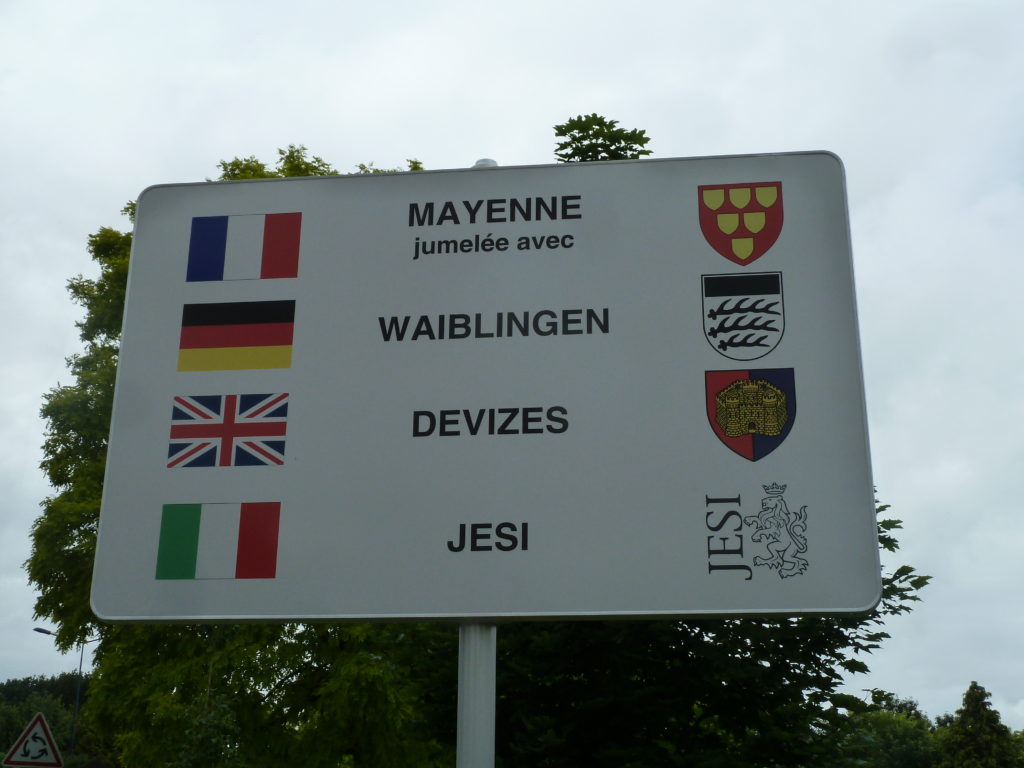 MAYENNE
jumelée avec
WAIBLINGEN
DEVIZES
JESI
JESI